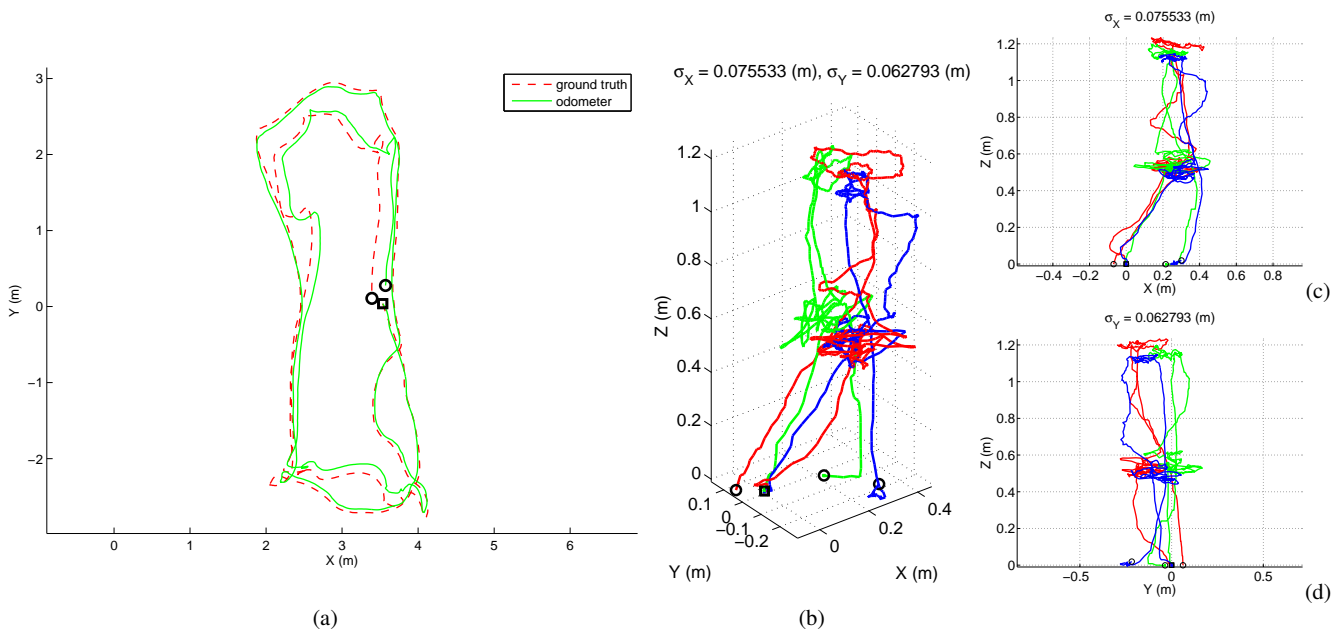 3
2
1
0
−1
−2
Y (m)
0
1
2
3
4
5
6
X (m)
ground truth
odometer
(a)
σX = 0.075533 (m), σY = 0.062793 (m)
1.2
1
0.8
0.6
0.4
0.2
0
Z (m)
0.1
0
−0.1
−0.2
Y (m)
0
0.2
0.4
X (m)
(b)
σX = 0.075533 (m)
1.2
1
0.8
0.6
0.4
0.2
0
Z (m)
−0.4
−0.2
0
0.2
0.4
0.6
0.8
X (m)
(c)
σY = 0.062793 (m)
1.2
1
0.8
0.6
0.4
0.2
0
Z (m)
−0.5
0
0.5
Y (m)
(d)